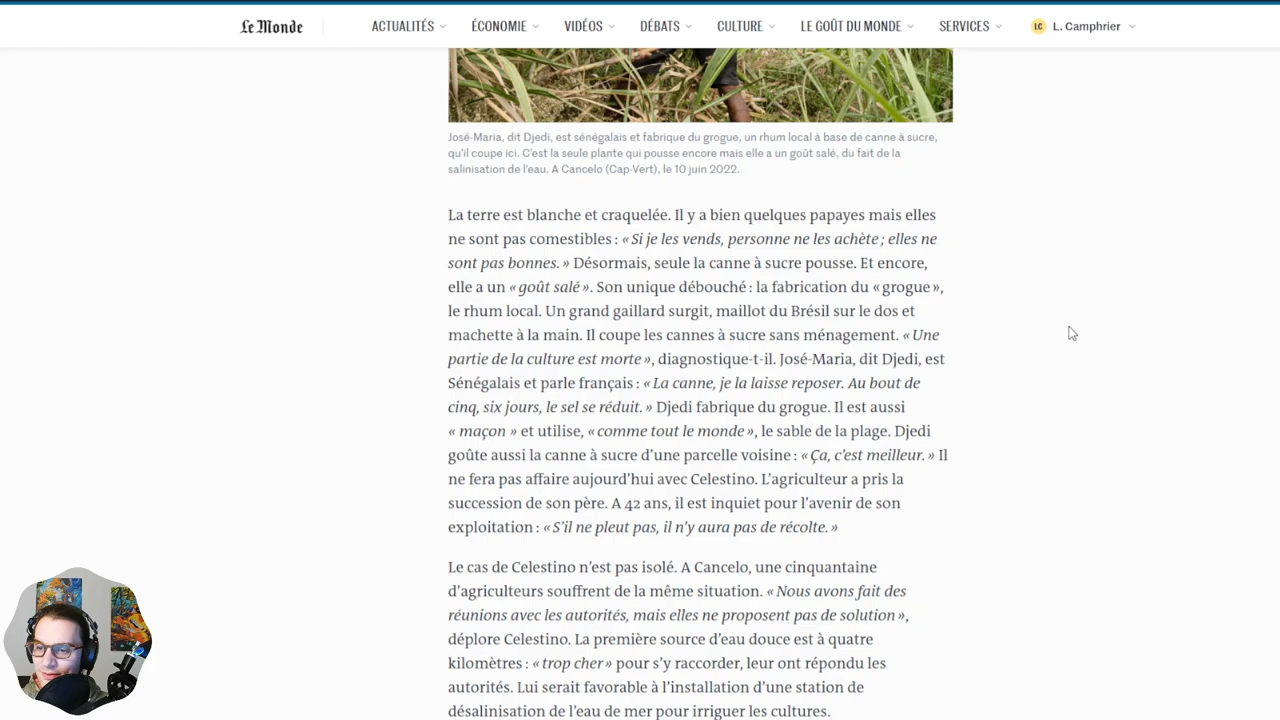 Le Monde
ACTUALITÉS
ÉCONOMIE
VIDÉOS
DÉBATS
CULTURE
LE GOÛT DU MONDE
SERVICES
LC
L. Camphrier
José-Maria, dit Djedi, est sénégalais et fabrique du grogue, un rhum local à base de canne à sucre,
qu'il coupe ici. C'est la seule plante qui pousse encore mais elle a un goût salé, du fait de la
salinisation de l'eau. A Cancelo (Cap-Vert), le 10 juin 2022.
La terre est blanche et craquelée. Il y a bien quelques papayes mais elles
ne sont pas comestibles : « Si je les vends, personne ne les achète ; elles ne
sont pas bonnes. » Désormais, seule la canne à sucre pousse. Et encore,
elle a un « goût salé ». Son unique débouché : la fabrication du « grogue »,
le rhum local. Un grand gaillard surgit, maillot du Brésil sur le dos et
machette à la main. Il coupe les cannes à sucre sans ménagement. « Une
partie de la culture est morte », diagnostique-t-il. José-Maria, dit Djedi, est
Sénégalais et parle français : « La canne, je la laisse reposer. Au bout de
cinq, six jours, le sel se réduit. » Djedi fabrique du grogue. Il est aussi
« maçon » et utilise, « comme tout le monde », le sable de la plage. Djedi
goûte aussi la canne à sucre d'une parcelle voisine : « Ça, c'est meilleur. » Il
ne fera pas affaire aujourd'hui avec Celestino. L'agriculteur a pris la
succession de son père. A 42 ans, il est inquiet pour l'avenir de son
exploitation : « S'il ne pleut pas, il n'y aura pas de récolte. »
Le cas de Celestino n'est pas isolé. A Cancelo, une cinquantaine
d'agriculteurs souffrent de la même situation. « Nous avons fait des
réunions avec les autorités, mais elles ne proposent pas de solution »,
déplore Celestino. La première source d'eau douce est à quatre
kilomètres : « trop cher » pour s'y raccorder, leur ont répondu les
autorités. Lui serait favorable à l'installation d'une station de
désalinisation de l'eau de mer pour irriguer les cultures.